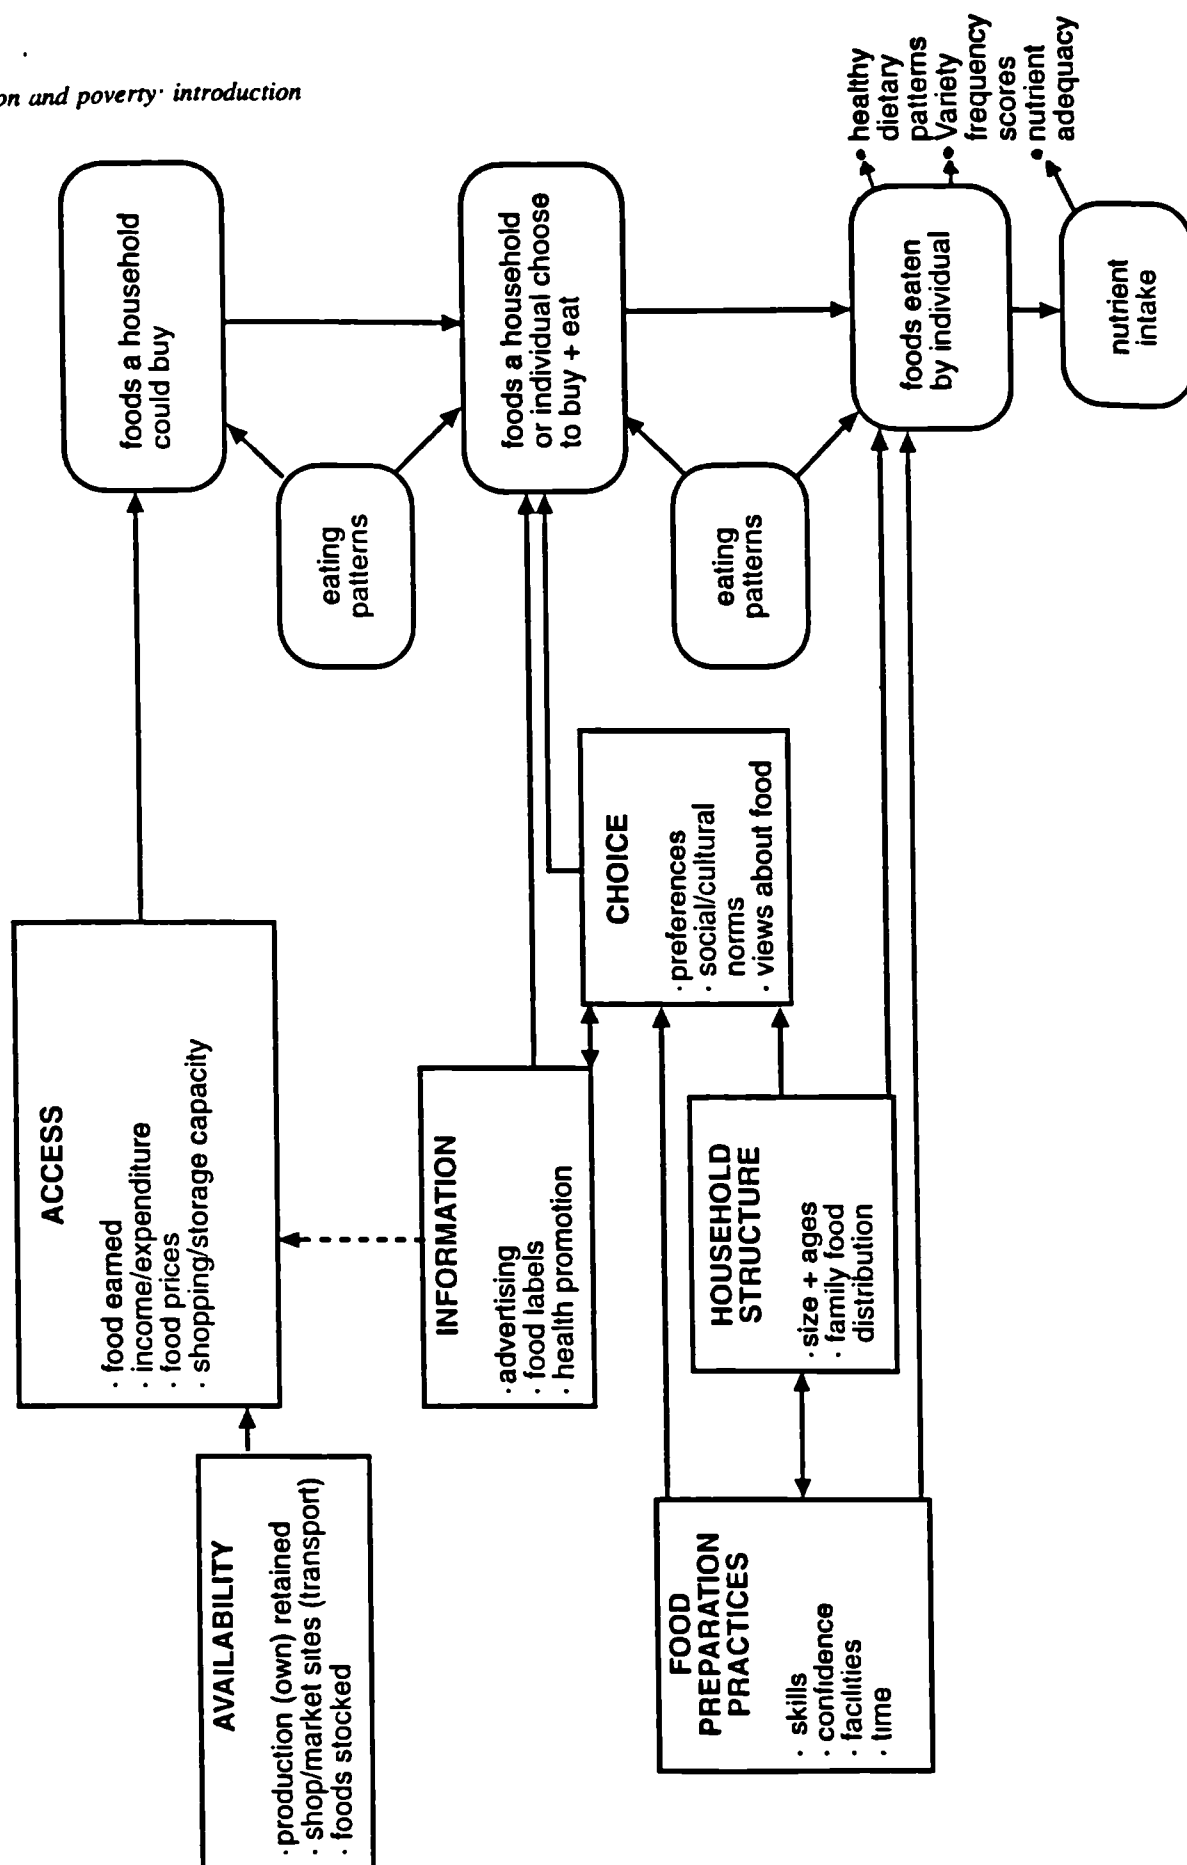 on and poverty· introduction
AVAILABILITY
· production (own) retained
· shop/market sites (transport)
· foods stocked
ACCESS
· food earned
· income/expenditure
· food prices
· shopping/storage capacity
foods a household
could buy
INFORMATION
· advertising
· food labels
· health promotion
eating
patterns
foods a household
or individual choose
to buy + eat
CHOICE
· preferences
· social/cultural
norms
· views about food
FOOD
PREPARATION
PRACTICES
· skills
· confidence
· facilities
· time
HOUSEHOLD
STRUCTURE
· size + ages
· family food
distribution
eating
patterns
foods eaten
by individual
• healthy
dietary
patterns
• Variety
frequency
scores
• nutrient
adequacy
nutrient
intake